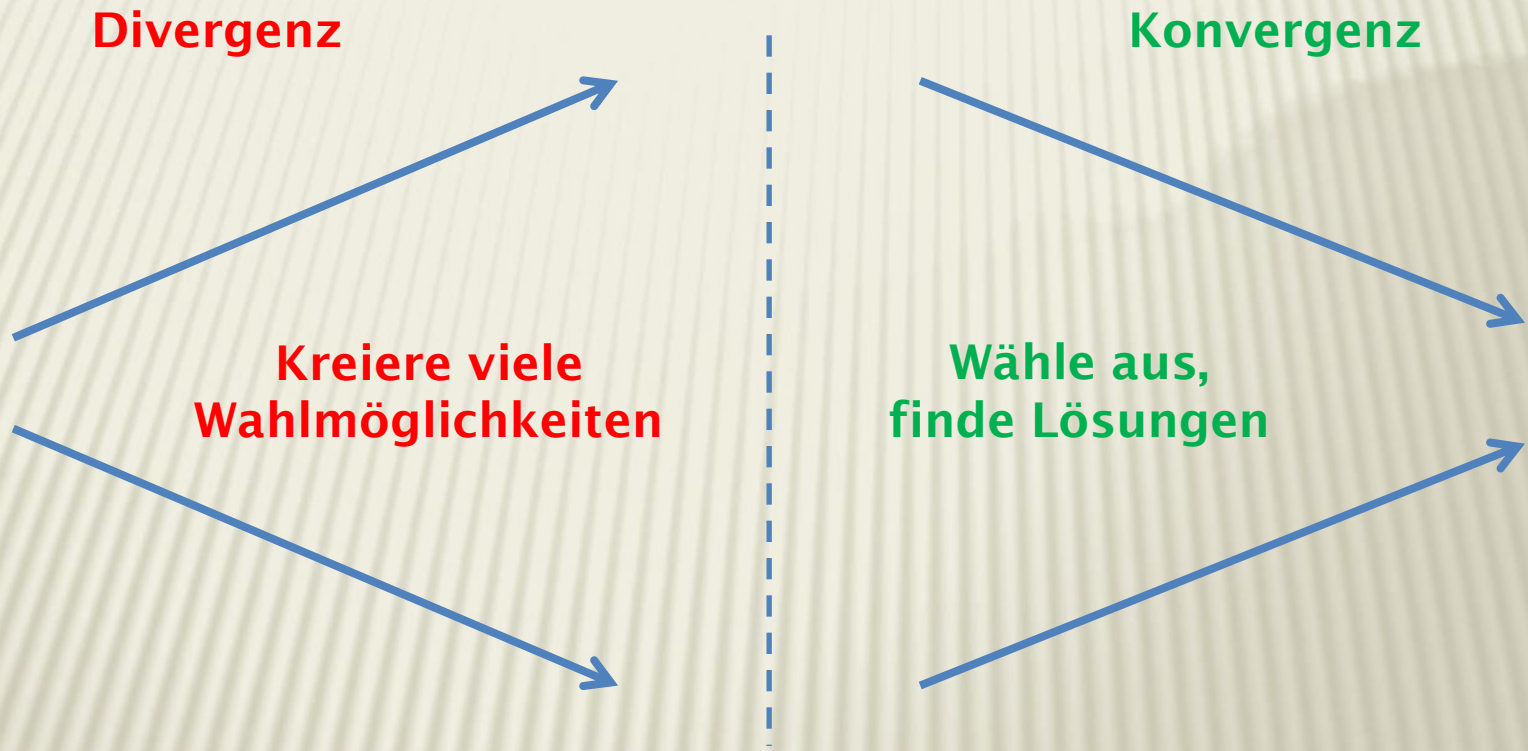 Divergenz
Konvergenz
Kreiere viele
Wahlmöglichkeiten
Wähle aus,
finde Lösungen